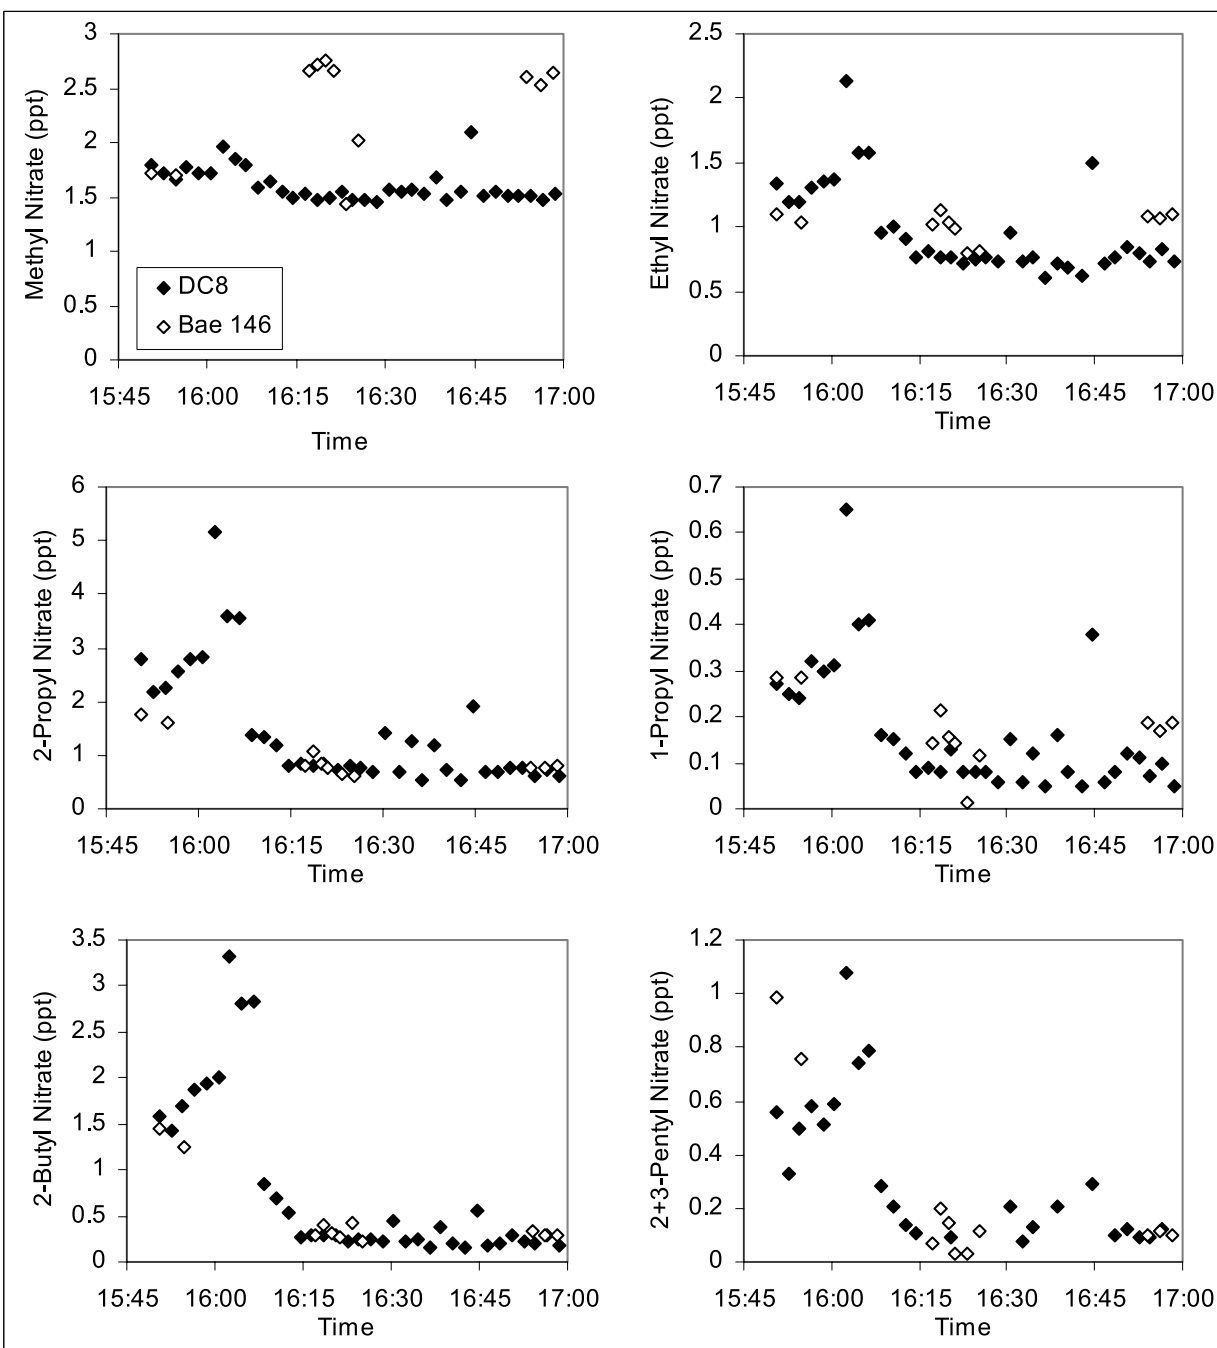 Methyl Nitrate (ppt)
3
2.5
2
1.5
1
0.5
0
DC8
Bae 146
15:45 16:00 16:15 16:30 16:45 17:00
Time
Ethyl Nitrate (ppt)
2.5
2
1.5
1
0.5
0
15:45 16:00 16:15 16:30 16:45 17:00
Time
2-Propyl Nitrate (ppt)
6
5
4
3
2
1
0
15:45 16:00 16:15 16:30 16:45 17:00
Time
1-Propyl Nitrate (ppt)
0.7
0.6
0.5
0.4
0.3
0.2
0.1
0
15:45 16:00 16:15 16:30 16:45 17:00
Time
2-Butyl Nitrate (ppt)
3.5
3
2.5
2
1.5
1
0.5
0
15:45 16:00 16:15 16:30 16:45 17:00
Time
2+3-Pentyl Nitrate (ppt)
1.2
1
0.8
0.6
0.4
0.2
0
15:45 16:00 16:15 16:30 16:45 17:00
Time